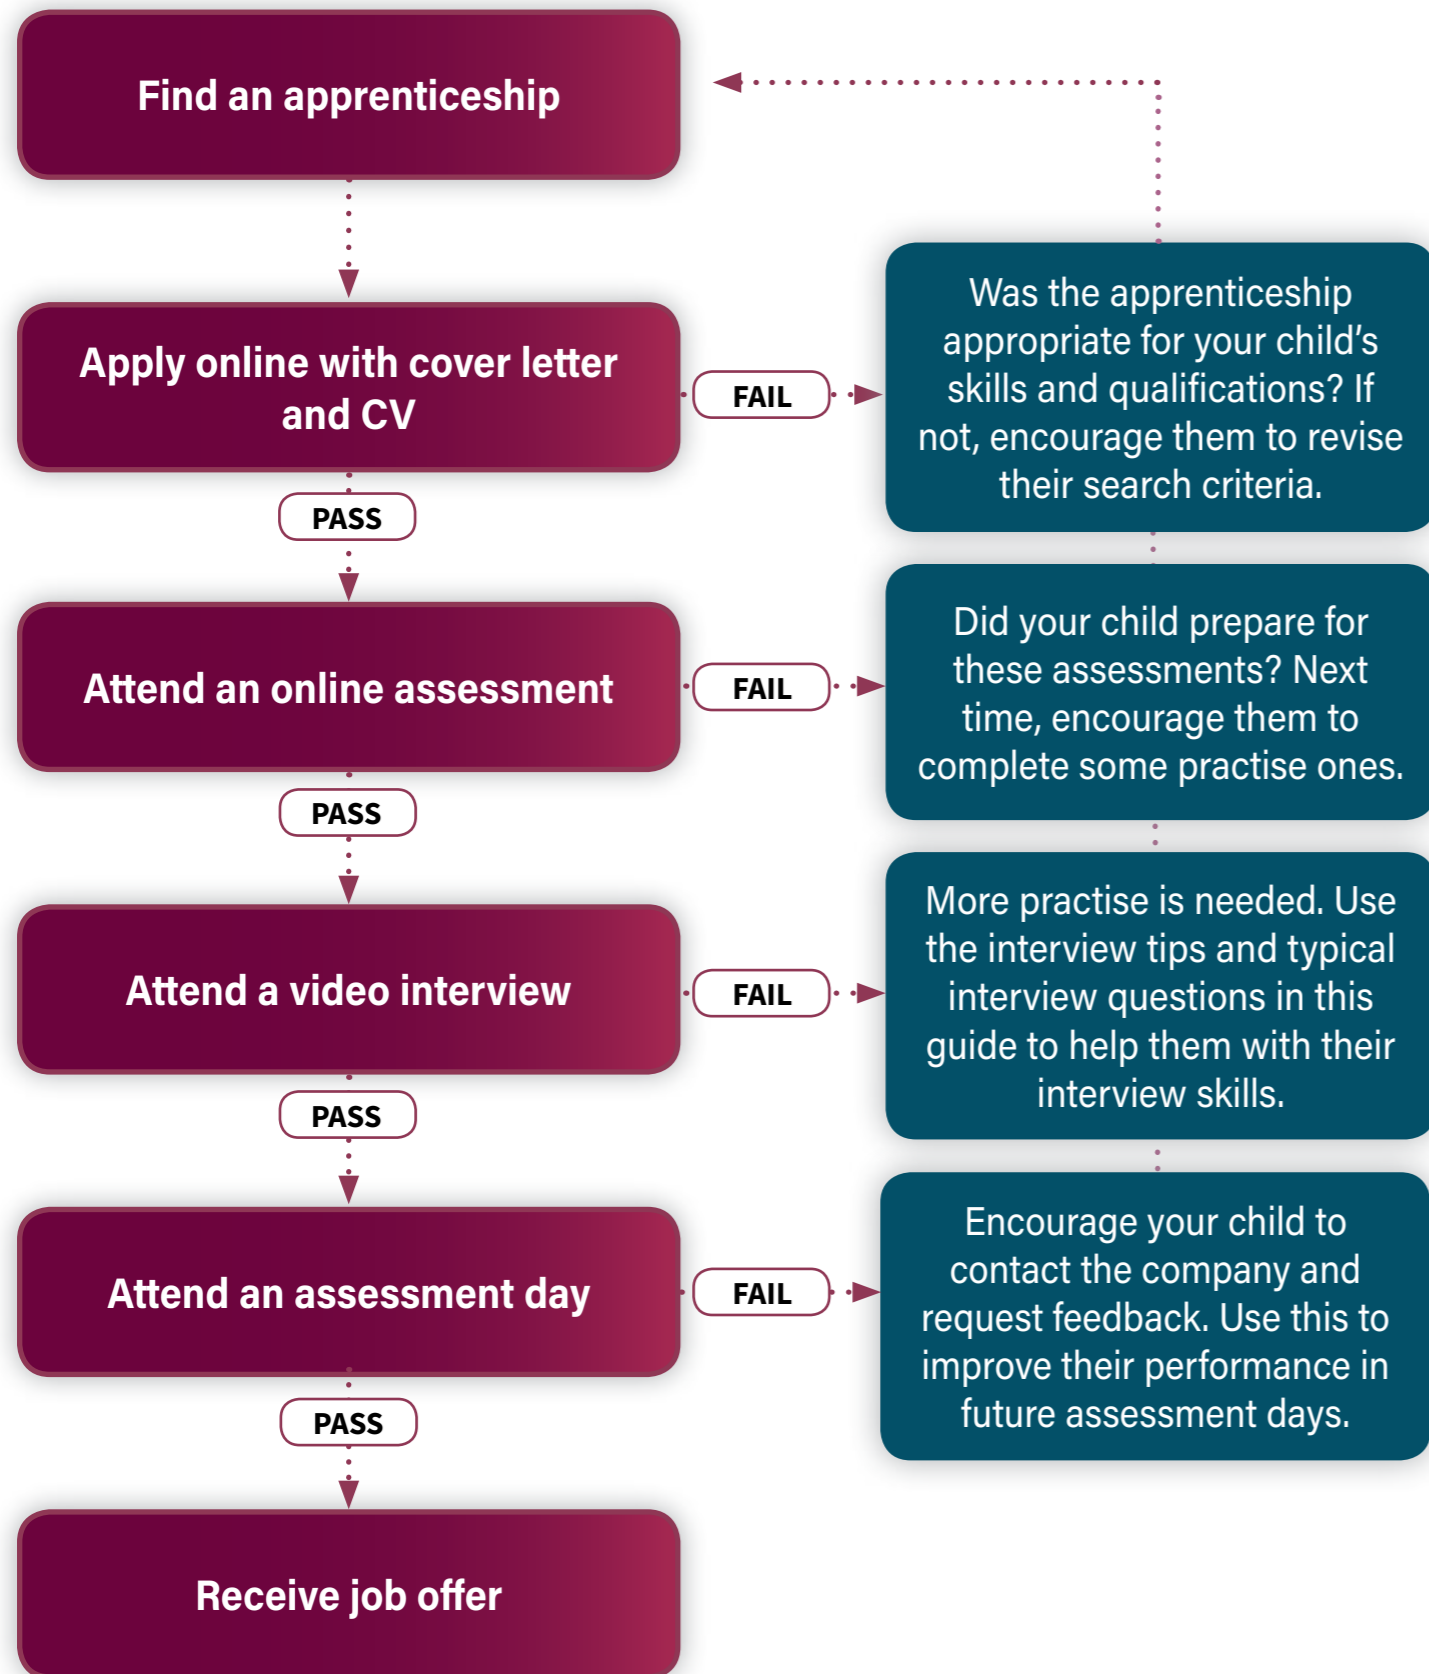 Find an apprenticeship
Apply online with cover letter
and CV
FAIL
Was the apprenticeship
appropriate for your child's
skills and qualifications? If
not, encourage them to revise
their search criteria.
PASS
Attend an online assessment
FAIL
Did your child prepare for
these assessments? Next
time, encourage them to
complete some practise ones.
PASS
Attend a video interview
FAIL
More practise is needed. Use
the interview tips and typical
interview questions in this
guide to help them with their
interview skills.
PASS
Attend an assessment day
FAIL
Encourage your child to
contact the company and
request feedback. Use this to
improve their performance in
future assessment days.
PASS
Receive job offer